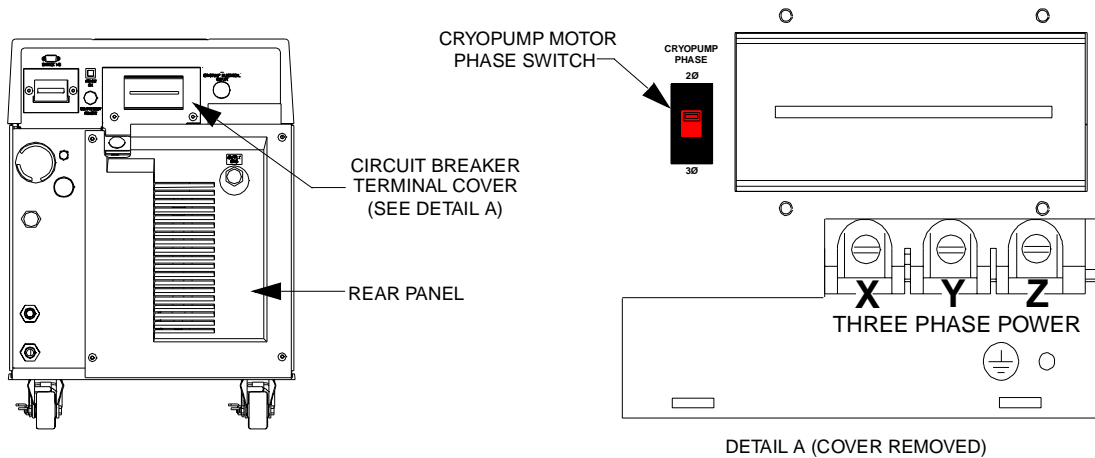 CRYOPUMP MOTOR
PHASE SWITCH
CRYOPUMP
PHASE
2Ø
3Ø
CIRCUIT BREAKER
TERMINAL COVER
(SEE DETAIL A)
REAR PANEL
X Y Z
THREE PHASE POWER
DETAIL A (COVER REMOVED)